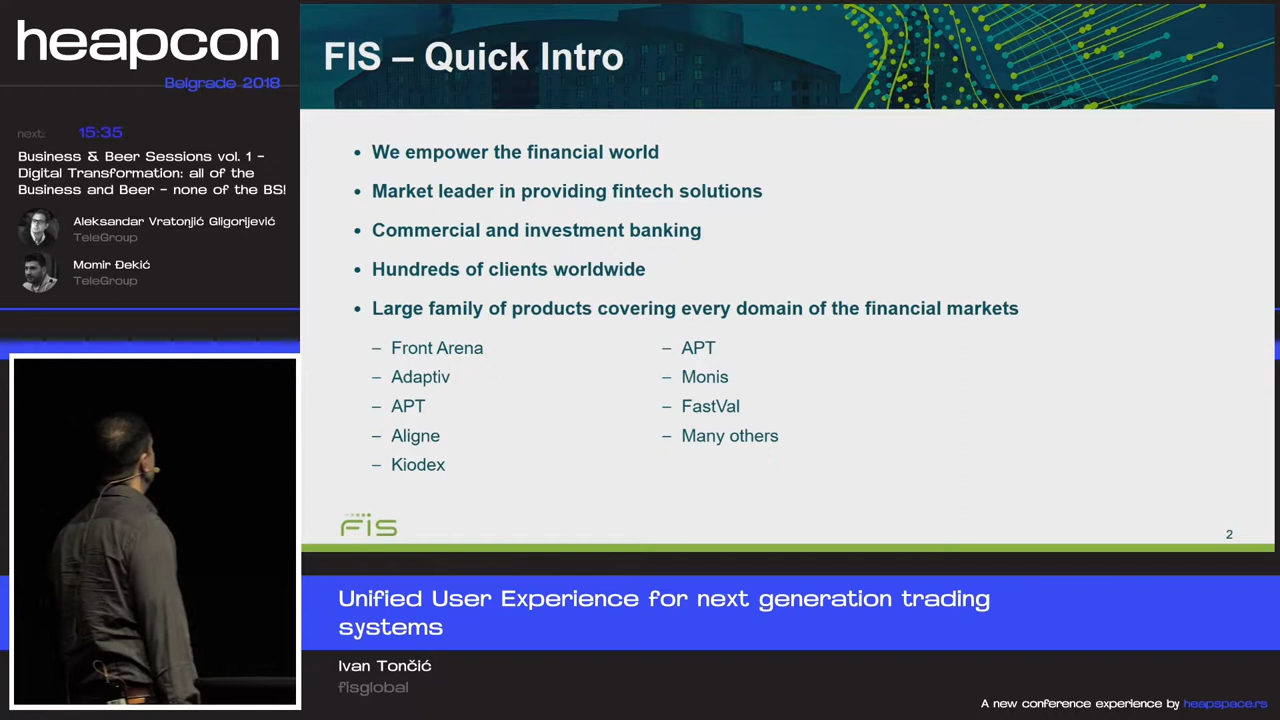 heapcon
Belgrade 2018
next: 15:35
Business & Beer Sessions vol. 1 -
Digital Transformation: all of the
Business and Beer - none of the BS!
Aleksandar Vratonjić Gligorijević
TeleGroup
Momir Đekić
TeleGroup
FIS – Quick Intro
• We empower the financial world
• Market leader in providing fintech solutions
• Commercial and investment banking
• Hundreds of clients worldwide
• Large family of products covering every domain of the financial markets
– Front Arena
– Adaptiv
– APT
– Aligne
– Kiodex
– APT
– Monis
– FastVal
– Many others
FIS
2
Unified User Experience for next generation trading
systems
Ivan Tončić
fisglobal
A new conference experience by heapspace.rs